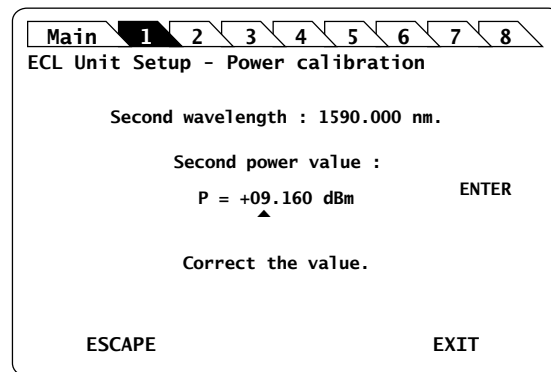 Main 1 2 3 4 5 6 7 8
ECL Unit Setup - Power calibration
Second wavelength : 1590.000 nm.
Second power value :
P = +09.160 dBm
ENTER
Correct the value.
ESCAPE EXIT